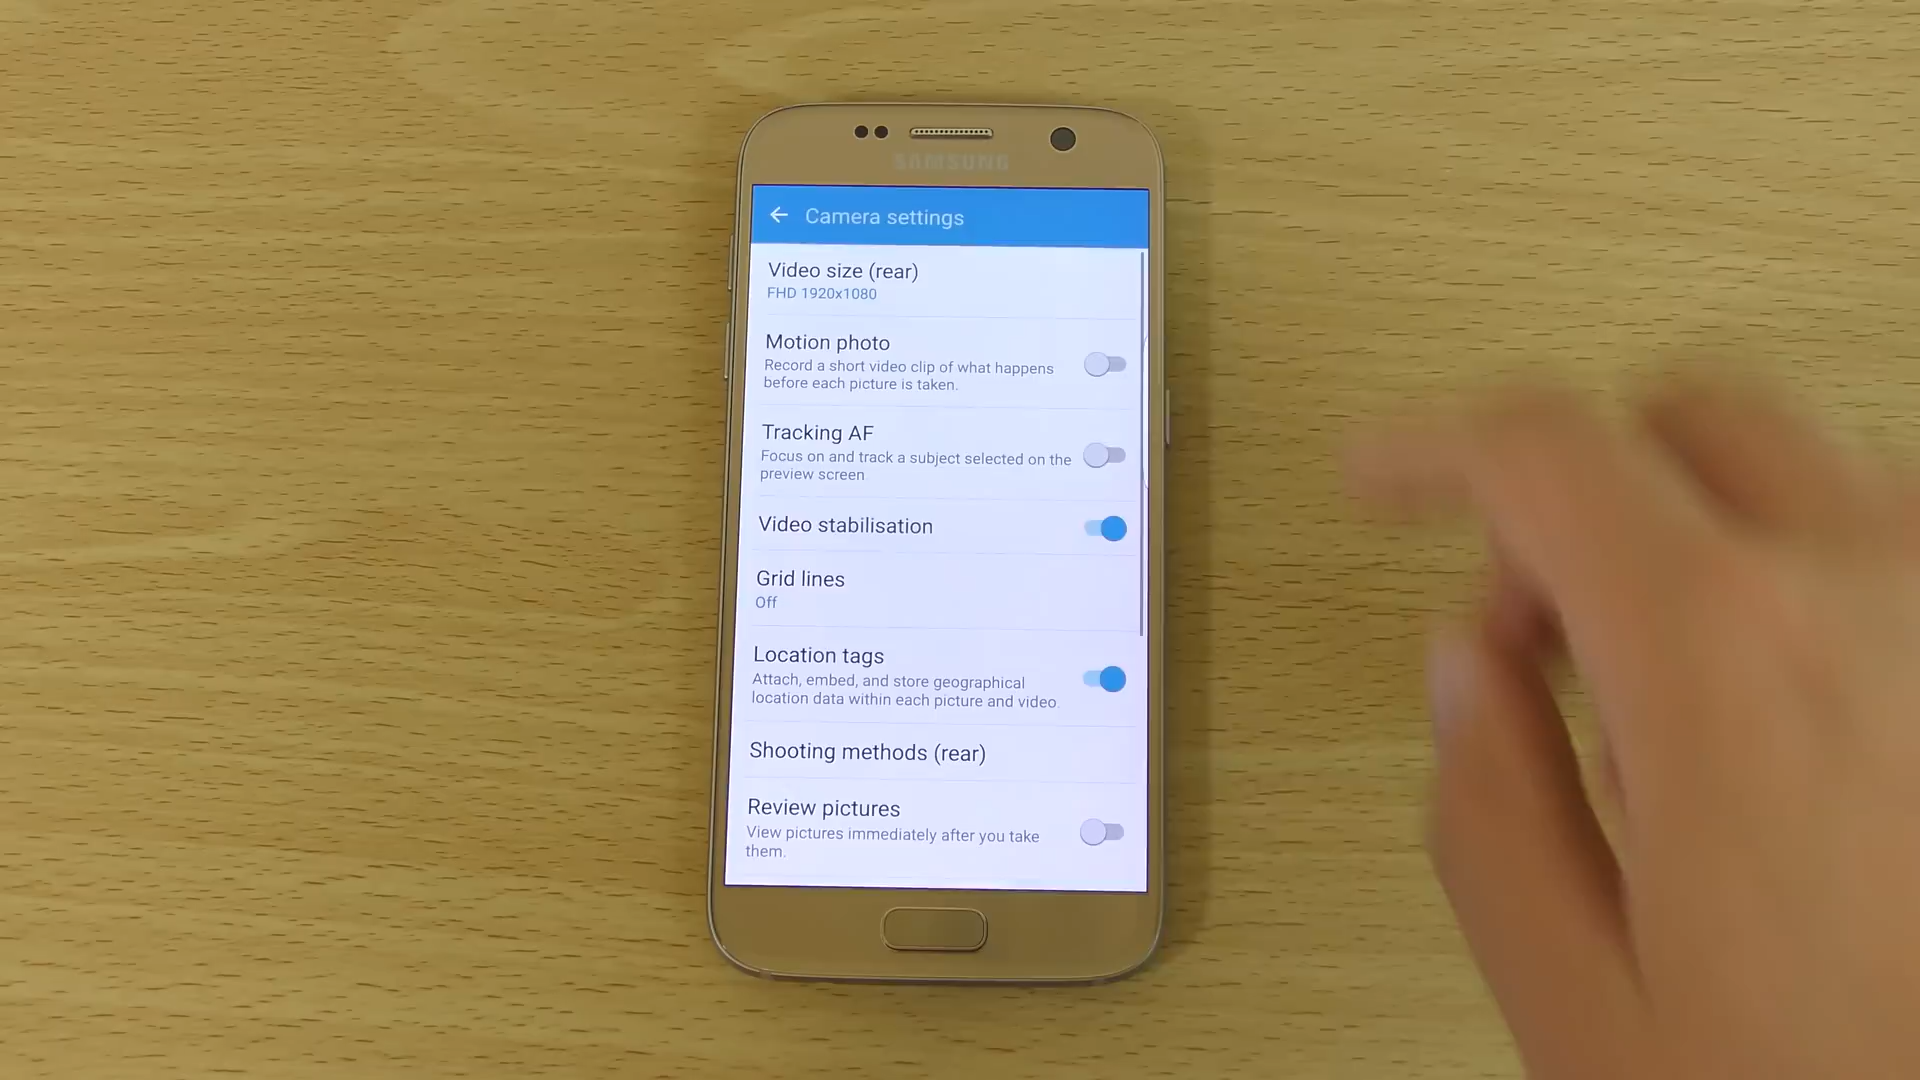 SAMSUNG
Camera settings
Video size (rear)
FHD 1920x1080
Motion photo
Record a short video clip of what happens
before each picture is taken.
Tracking AF
Focus on and track a subject selected on the
preview screen.
Video stabilisation
Grid lines
Off
Location tags
Attach, embed, and store geographical
location data within each picture and video.
Shooting methods (rear)
Review pictures
View pictures immediately after you take
them.